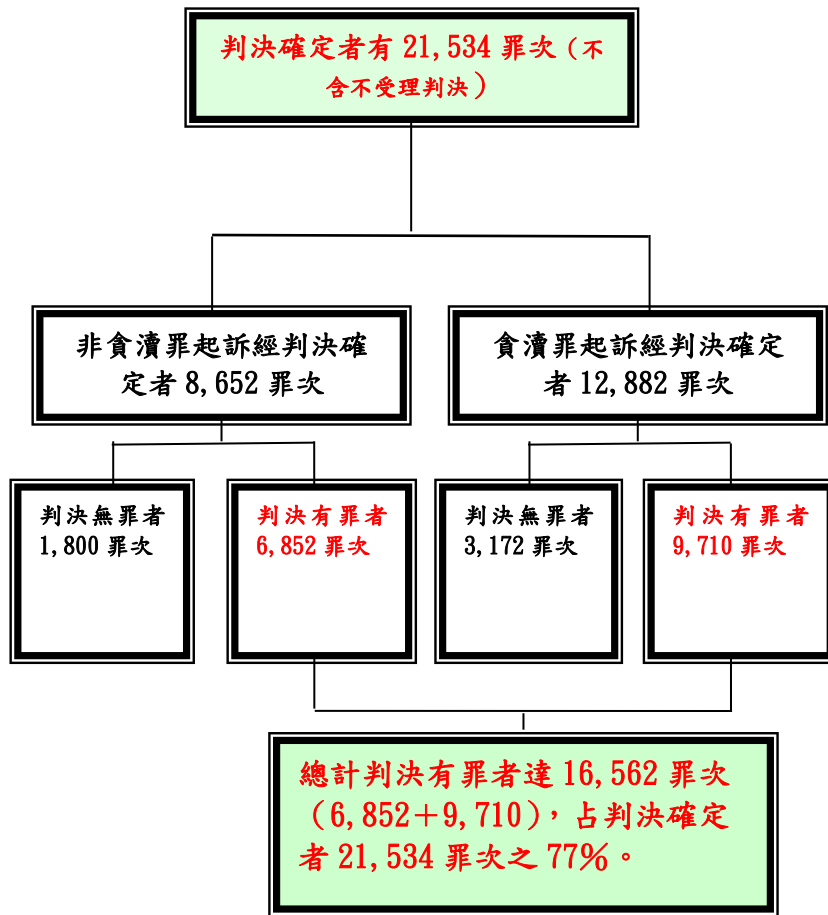 判決確定者有 21,534 罪次（不
含不受理判決）
非貪瀆罪起訴經判決確
定者 8,652 罪次
貪瀆罪起訴經判決確定
者 12,882 罪次
判決無罪者
1,800 罪次
判決有罪者
6,852 罪次
判決無罪者
3,172 罪次
判決有罪者
9,710 罪次
總計判決有罪者達 16,562 罪次
（6,852＋9,710），占判決確定
者 21,534 罪次之 77％。